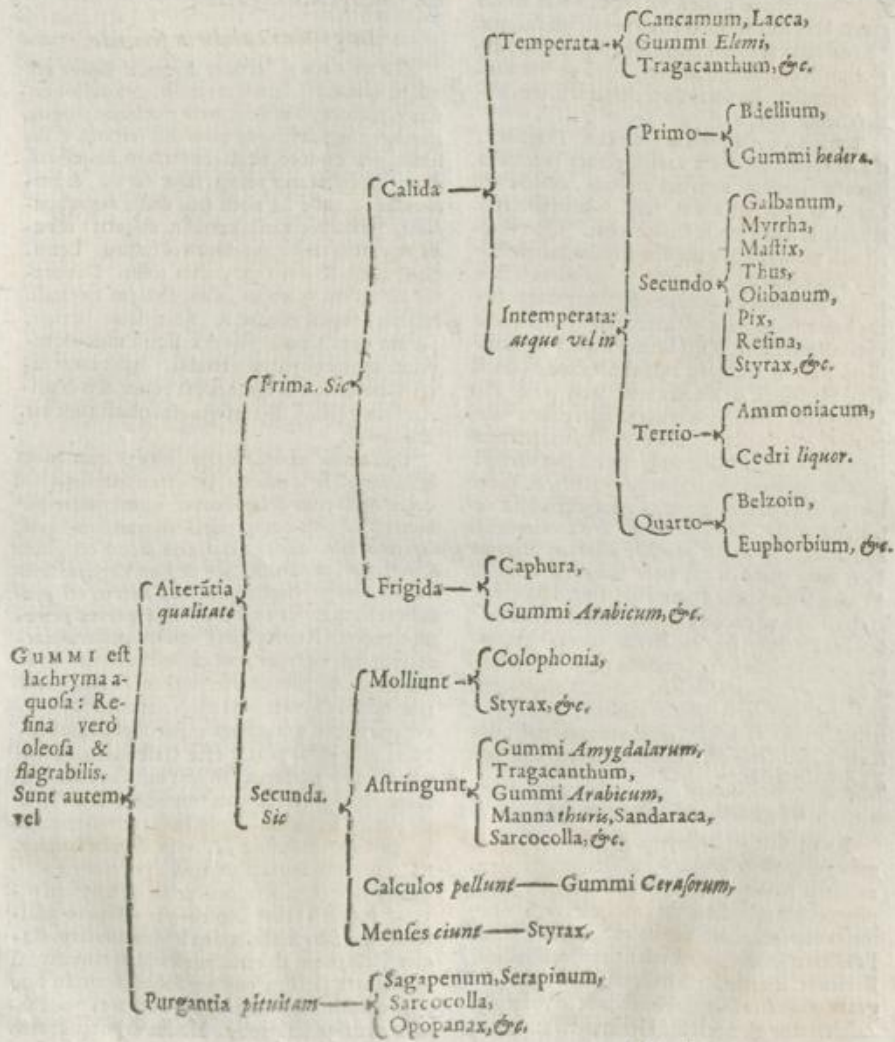 Cancamum, Lacca,
Temperata
Gummi Elemi,
Tragacanthum, &c.
Bdellium,
Primo
Gummi hederæ.
Calida
Galbanum,
Myrrha,
Maſtix,
Thus,
Secundo
Olibanum,
Pix,
Intemperata:
atque vel in
Reſina,
Styrax, &c.
Prima. Sic
Ammoniacum,
Tertio
Cedri liquor.
Belzoin,
Quarto
Euphorbium, &c.
Caphura,
Alterātia
qualitate
Frigida
Gummi Arabicum, &c.
GUMMI eſt
lachryma a-
quoſa: Re-
ſina verò
oleoſa &
flagrabilis.
Sunt autem
vel
Colophonia,
Molliunt
Styrax, &c.
Gummi Amygdalarum,
Tragacanthum,
Aſtringunt
Gummi Arabicum,
Secunda.
Sic
Manna thuris, Sandaraca,
Sarcocolla, &c.
Calculos pellunt Gummi Ceraſorum,
Menſes ciunt Styrax,
Purgantia pituitam
Sagapenum, Serapinum,
Sarcocolla,
Opopanax, &c.